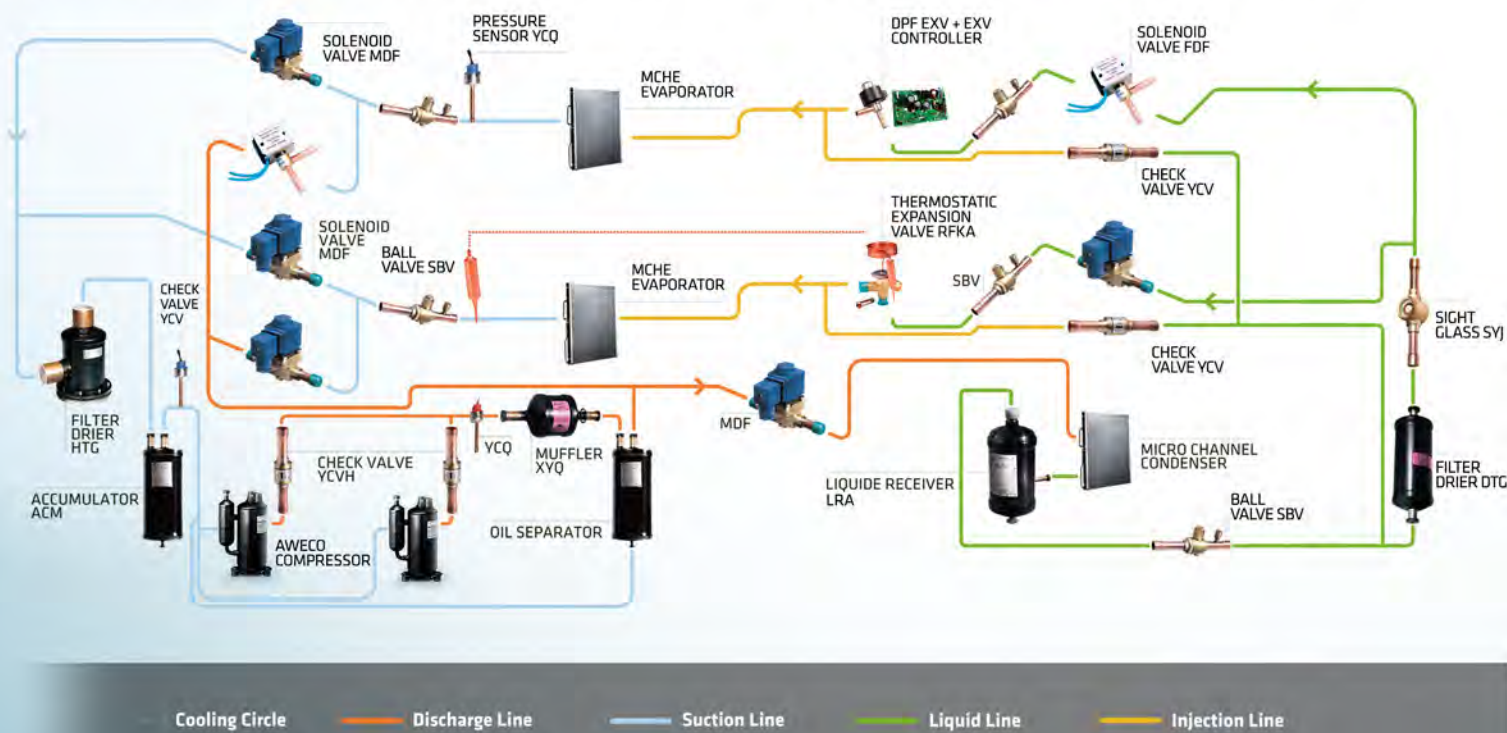 PRESSURE
SENSOR YCQ
DPF EXV + EXV
CONTROLLER
SOLENOID
VALVE FDF
SOLENOID
VALVE MDF
MCHE
EVAPORATOR
CHECK
VALVE YCV
THERMOSTATIC
EXPANSION
VALVE RFKA
SOLENOID
VALVE
MDF
BALL
VALVE SBV
MCHE
EVAPORATOR
SBV
CHECK
VALVE
YCV
SIGHT
GLASS SYJ
CHECK
VALVE YCV
FILTER
DRIER
HTG
MDF
YCQ
MUFFLER
XYQ
CHECK VALVE
YCVH
MICRO CHANNEL
CONDENSER
FILTER
DRIER DTG
LIQUIDE RECEIVER
LRA
ACCUMULATOR
ACM
BALL
VALVE SBV
OIL SEPARATOR
AWECO
COMPRESSOR
Cooling Circle
Discharge Line
Suction Line
Liquid Line
Injection Line